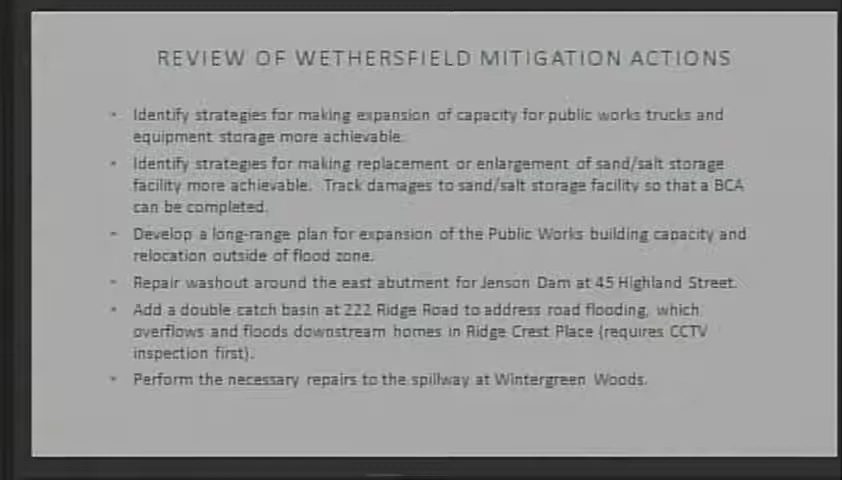 REVIEW OF WETHERSFIELD MITIGATION ACTIONS
• Identify strategies for making expansion of capacity for public works trucks and
equipment storage more achievable.
• Identify strategies for making replacement or enlargement of sand/salt storage
facility more achievable. Track damages to sand/salt storage facility so that a BCA
can be completed.
• Develop a long-range plan for expansion of the Public Works building capacity and
relocation outside of flood zone.
• Repair washout around the east abutment for Jenson Dam at 45 Highland Street.
• Add a double catch basin at 222 Ridge Road to address road flooding, which
overflows and floods downstream homes in Ridge Crest Place (requires CCTV
inspection first).
• Perform the necessary repairs to the spillway at Wintergreen Woods.